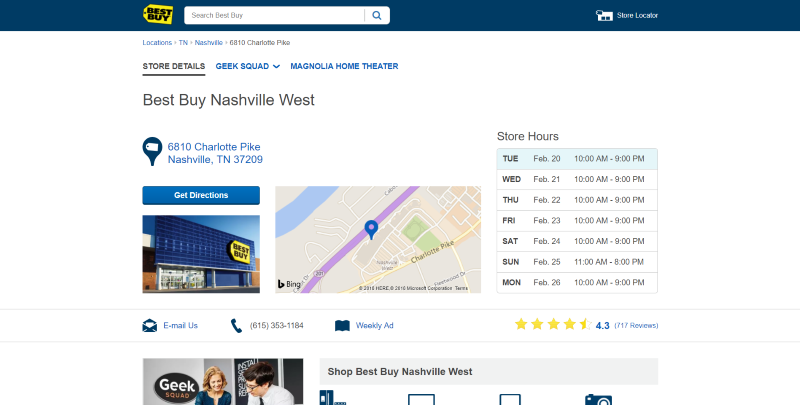 BEST BUY
Search Best Buy
Store Locator
Locations > TN > Nashville > 6810 Charlotte Pike
STORE DETAILS
GEEK SQUAD
MAGNOLIA HOME THEATER
Best Buy Nashville West
6810 Charlotte Pike
Nashville, TN 37209
Get Directions
BEST BUY
Nashville West
Charlotte Pike
Bing
© 2018 HERE, © 2018 Microsoft Corporation, Terms
Store Hours
TUE Feb. 20 10:00 AM - 9:00 PM
WED Feb. 21 10:00 AM - 9:00 PM
THU Feb. 22 10:00 AM - 9:00 PM
FRI Feb. 23 10:00 AM - 9:00 PM
SAT Feb. 24 10:00 AM - 9:00 PM
SUN Feb. 25 11:00 AM - 8:00 PM
MON Feb. 26 10:00 AM - 9:00 PM
E-mail Us
(615) 353-1184
Weekly Ad
4.3 (717 Reviews)
Geek
SQUAD
Shop Best Buy Nashville West